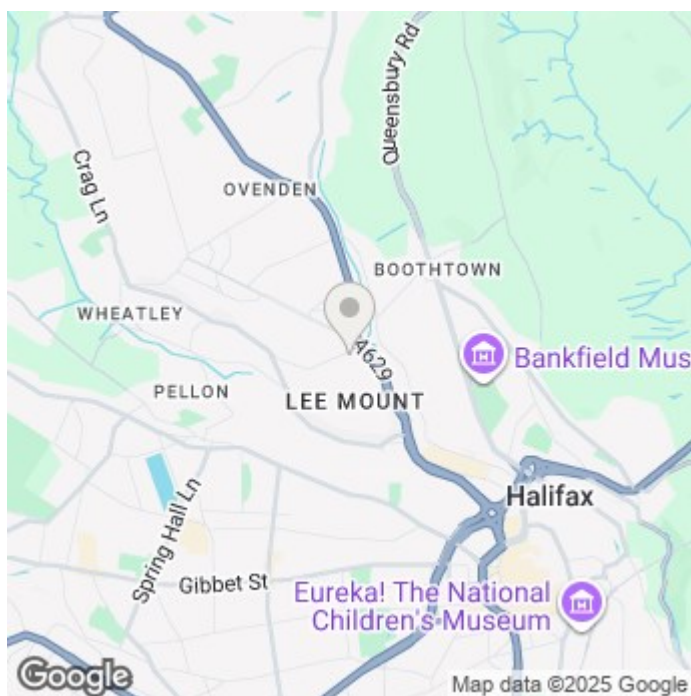 Queensbury Rd
Crag Ln
OVENDEN
BOOTHTOWN
WHEATLEY
4629
Bankfield Mus
PELLON
LEE MOUNT
Spring Hall Ln
Halifax
Gibbet St
Eureka! The National
Children's Museum
Google
Map data ©2025 Google